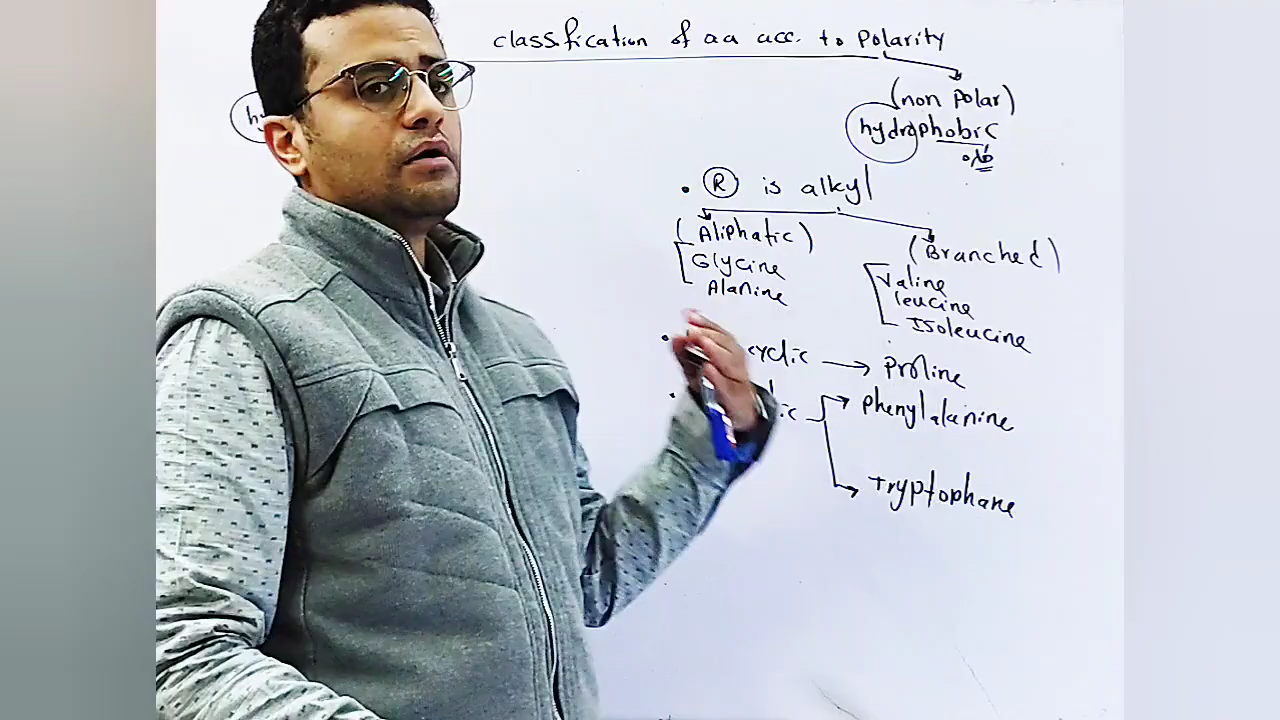 classification of aa acc. to Polarity
(non Polar)
hydrophobic
• R is alkyl
(Aliphatic)
Glycine
Alanine
(Branched)
Valine
leucine
Isoleucine
cyclic → proline
phenylalanine
Tryptophane